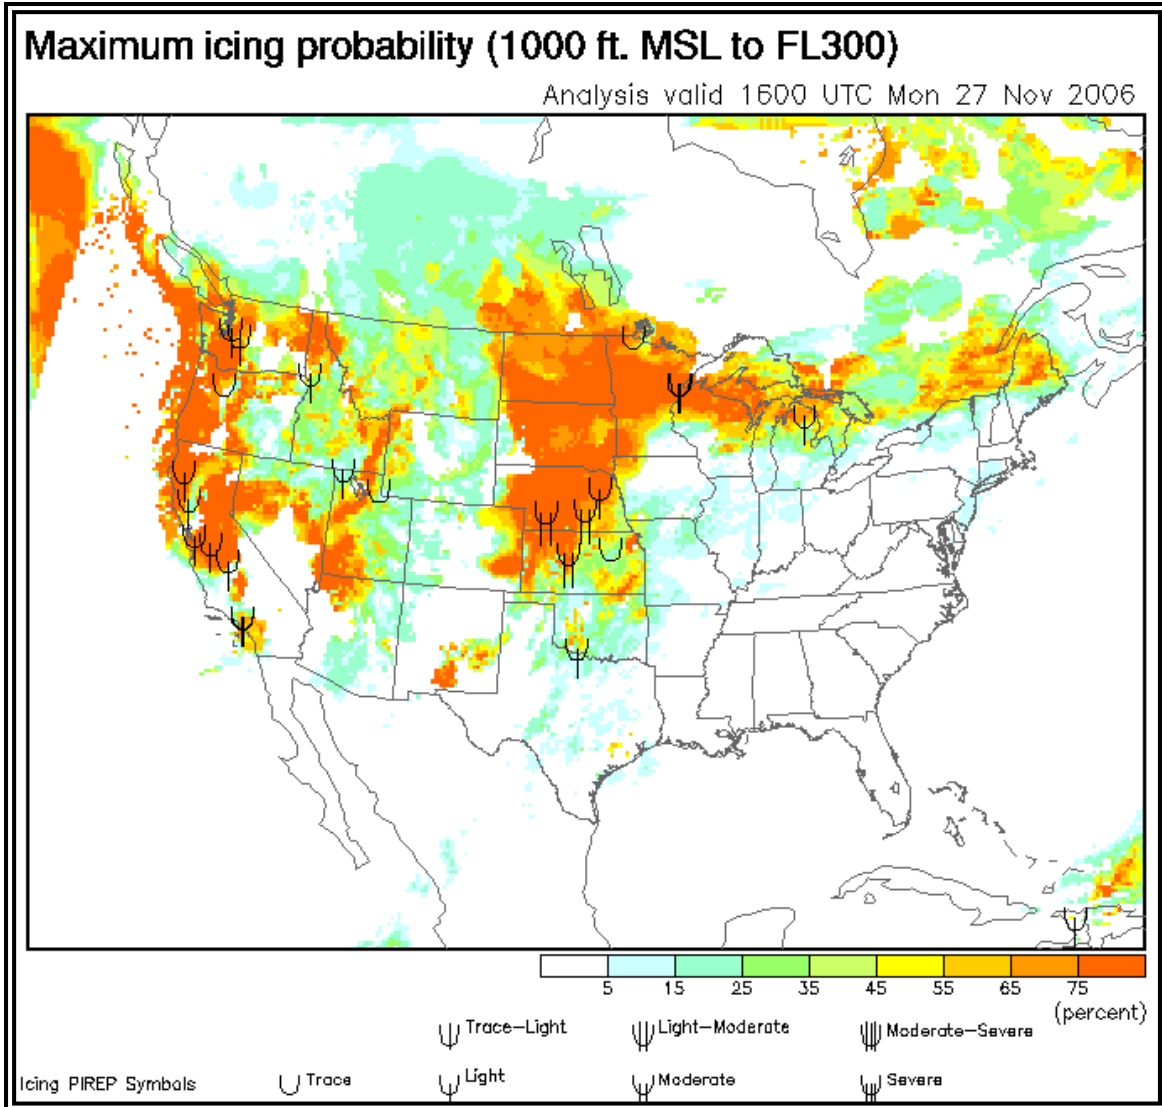 Maximum icing probability (1000 ft. MSL to FL300)
Analysis valid 1600 UTC Mon 27 Nov 2006
5 15 25 35 45 55 65 75
(percent)
Trace-Light Light-Moderate Moderate-Severe
Icing PIREP Symbols Trace Light Moderate Severe